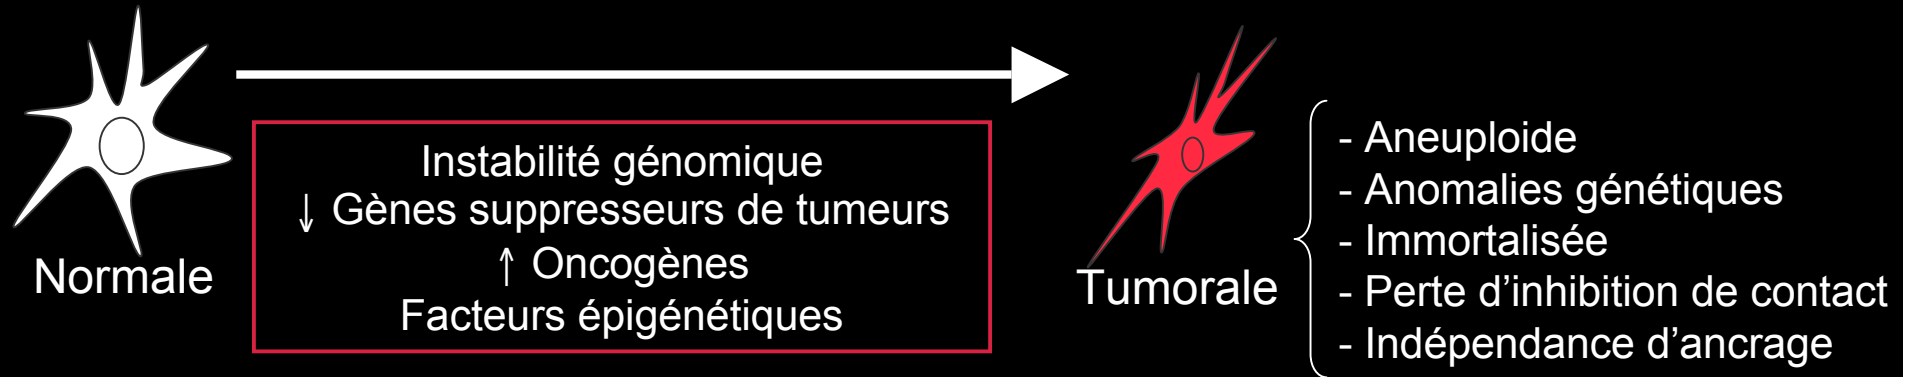 Normale
Instabilité génomique
↓ Gènes suppresseurs de tumeurs
↑ Oncogènes
Facteurs épigénétiques
Tumorale
- Aneuploide
- Anomalies génétiques
- Immortalisée
- Perte d’inhibition de contact
- Indépendance d’ancrage